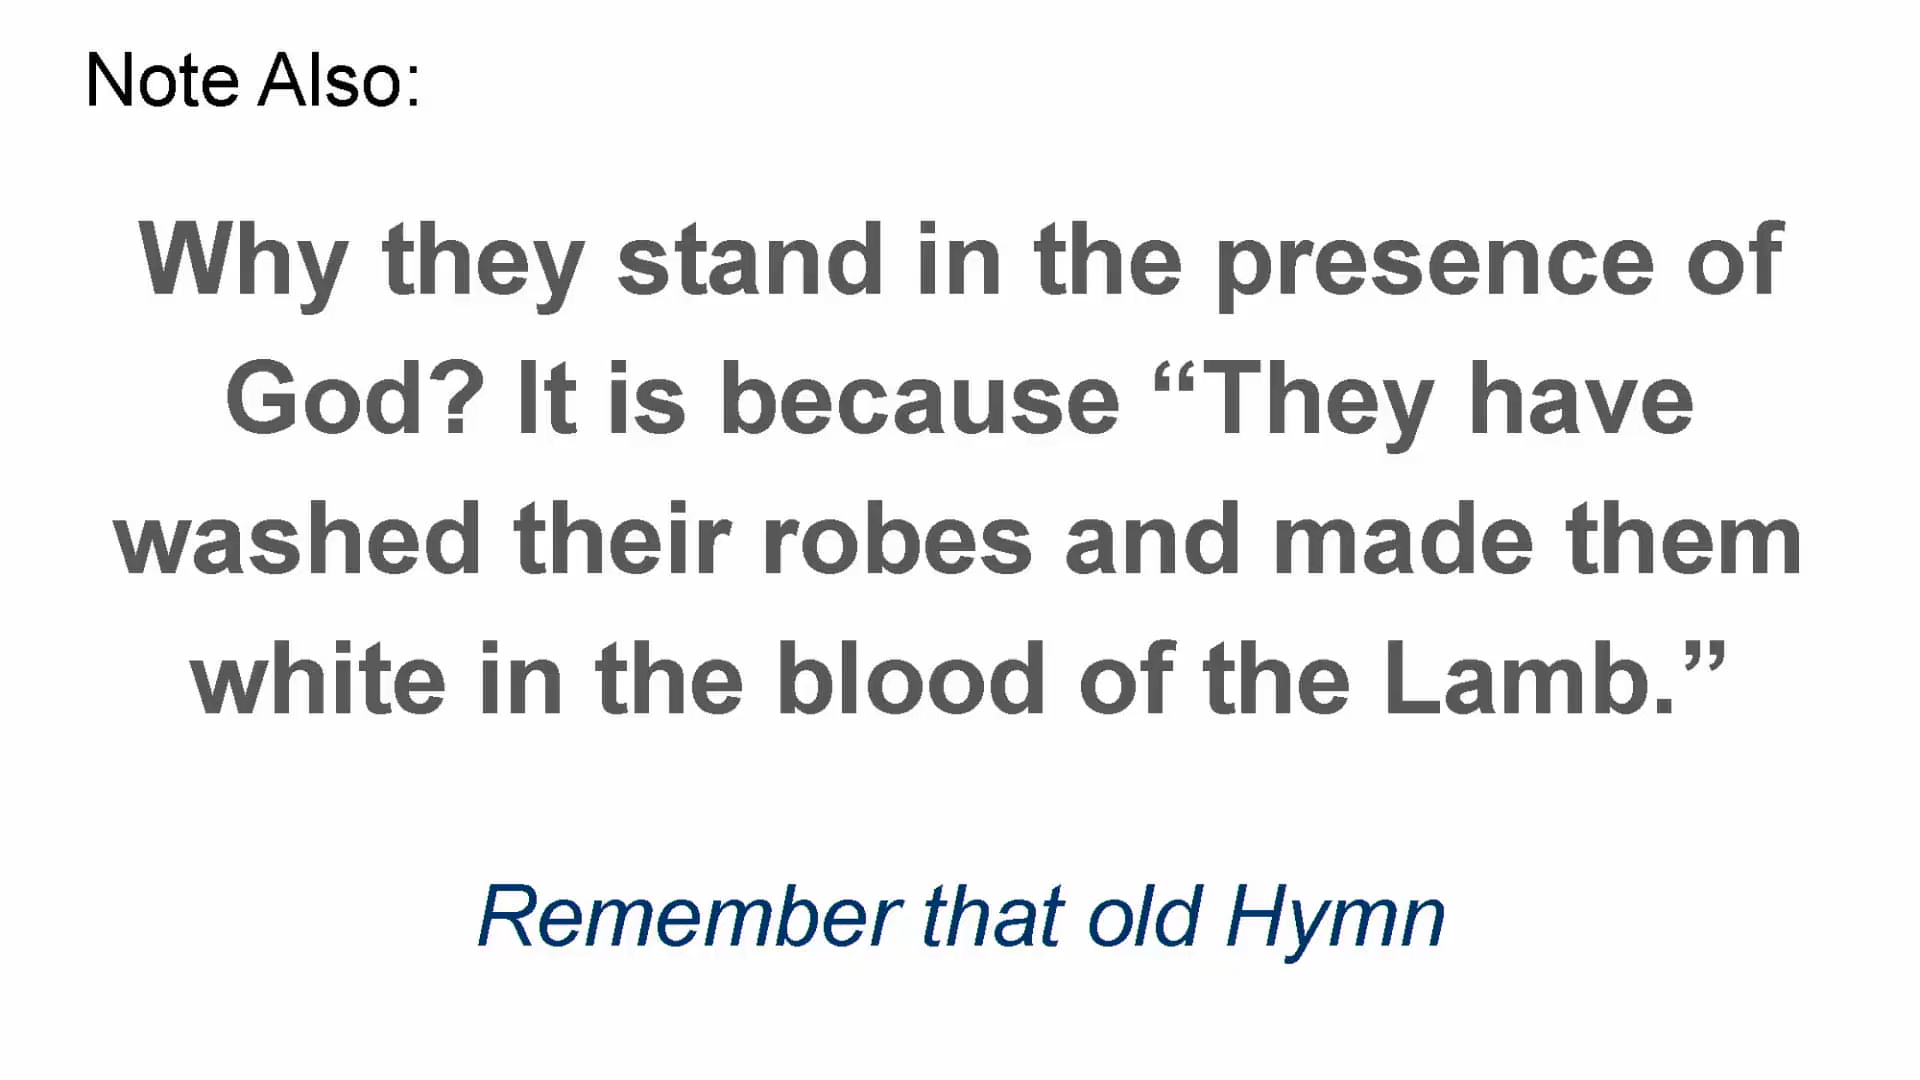 Note Also:
Why they stand in the presence of
God? It is because “They have
washed their robes and made them
white in the blood of the Lamb.”
Remember that old Hymn